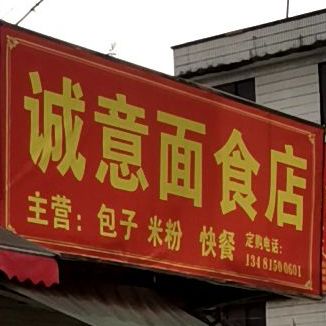 诚意面食店
主营：包子 米粉 快餐 定购电话：
13481500601